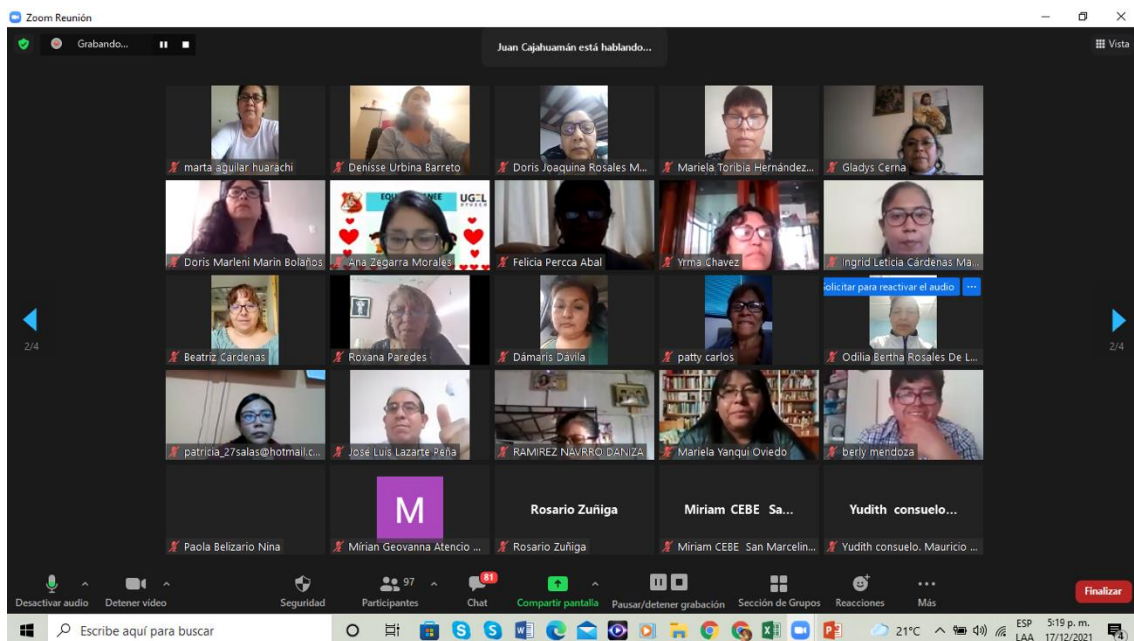 Zoom Reunión
Grabando...
Juan Cajahuamán está hablando...
Vista
marta aguilar huarachi
Denisse Urbina Barreto
Doris Joaquina Rosales M...
Mariela Toribia Hernández...
Gladys Cerna
EQU
NEE
UGEL
Doris Marleni Marin Bolaños
Ana Zegarra Morales
Felicia Percca Abal
Yrma Chavez
Ingrid Leticia Cárdenas Ma...
Solicitar para reactivar el audio ...
Beatriz Cárdenas
Roxana Paredes
Dámaris Dávila
patty carlos
Odilia Bertha Rosales De L...
2/4
2/4
patricia_27salas@hotmail.c...
José Luis Lazarte Peña
RAMIREZ NAVRRO DANIZA
Mariela Yanqui Oviedo
berly mendoza
M
Rosario Zuñiga
Miriam CEBE Sa...
Yudith consuelo...
Paola Belizario Nina
Mírian Geovanna Atencio ...
Rosario Zuñiga
Miriam CEBE San Marcelin...
Yudith consuelo. Mauricio ...
97
81
Desactivar audio
Detener video
Seguridad
Participantes
Chat
Compartir pantalla
Pausar/detener grabación
Sección de Grupos
Reacciones
Más
Finalizar
Escribe aquí para buscar
21°C
ESP
LAA
5:19 p. m.
17/12/2021
4